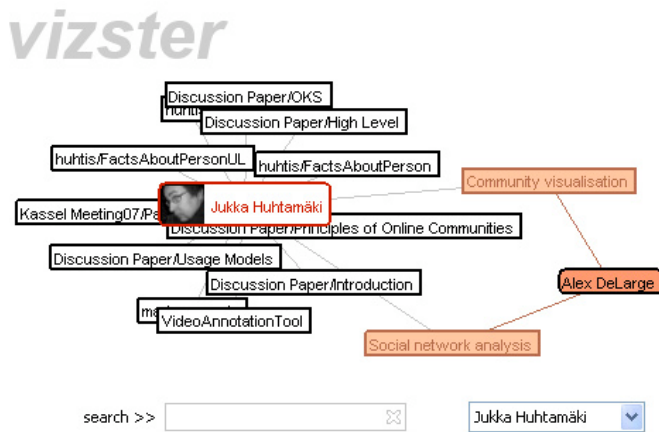 vizster
Discussion Paper/OKS
Discussion Paper/High Level
huhtis/FactsAboutPersonUL
huhtis/FactsAboutPerson
Community visualisation
Jukka Huhtamäki
Kassel Meeting07/
Discussion Paper/Principles of Online Communities
Discussion Paper/Usage Models
Discussion Paper/Introduction
Alex DeLarge
VideoAnnotationTool
Social network analysis
search >>
Jukka Huhtamäki